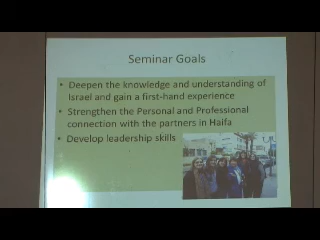 Seminar Goals
• Deepen the knowledge and understanding of
Israel and gain a first-hand experience
• Strengthen the Personal and Professional
connection with the partners in Haifa
• Develop leadership skills